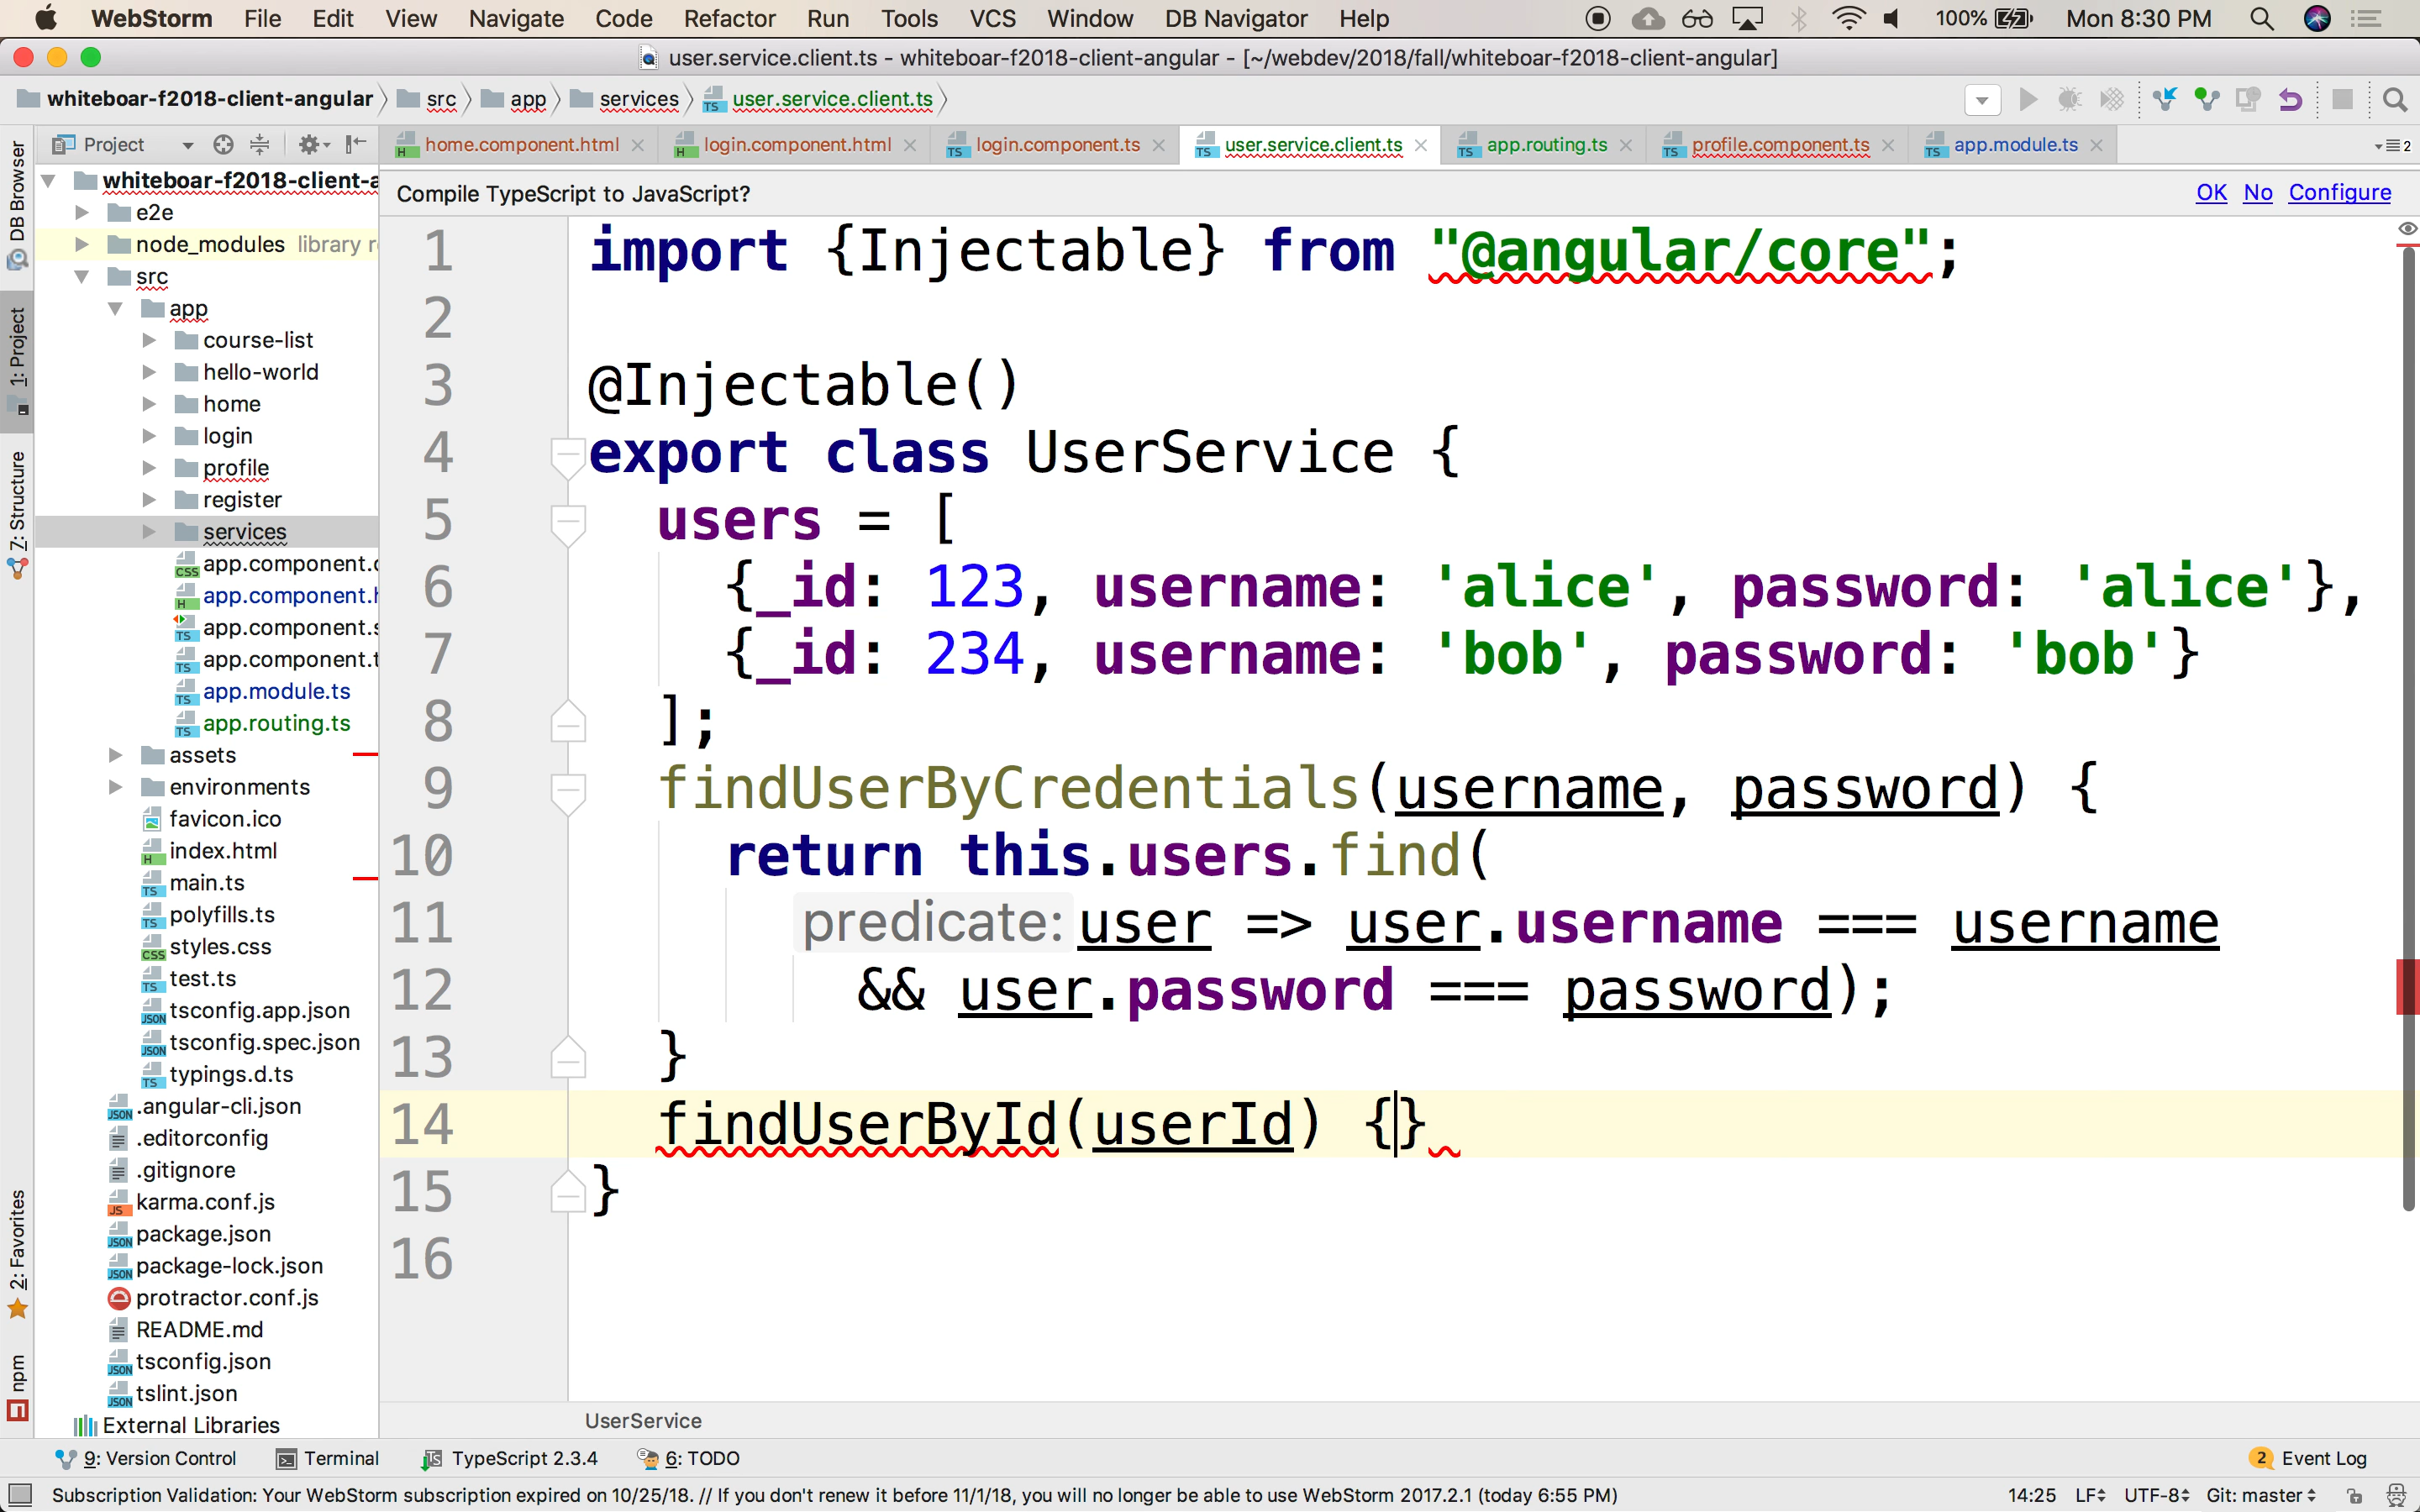 WebStorm File Edit View Navigate Code Refactor Run Tools VCS Window DB Navigator Help 100% Mon 8:30 PM
user.service.client.ts - whiteboar-f2018-client-angular - [~/webdev/2018/fall/whiteboar-f2018-client-angular]
whiteboar-f2018-client-angular src app services user.service.client.ts
Project home.component.html login.component.html login.component.ts user.service.client.ts app.routing.ts profile.component.ts app.module.ts 2
Compile TypeScript to JavaScript? OK No Configure
DB Browser
1: Project
7: Structure
2: Favorites
npm
whiteboar-f2018-client-a
e2e
node_modules library r
src
app
course-list
hello-world
home
login
profile
register
services
app.component.c
app.component.h
app.component.s
app.component.t
app.module.ts
app.routing.ts
assets
environments
favicon.ico
index.html
main.ts
polyfills.ts
styles.css
test.ts
tsconfig.app.json
tsconfig.spec.json
typings.d.ts
.angular-cli.json
.editorconfig
.gitignore
karma.conf.js
package.json
package-lock.json
protractor.conf.js
README.md
tsconfig.json
tslint.json
External Libraries
1 import {Injectable} from "@angular/core";
2
3 @Injectable()
4 export class UserService {
5 users = [
6 {_id: 123, username: 'alice', password: 'alice'},
7 {_id: 234, username: 'bob', password: 'bob'}
8 ];
9 findUserByCredentials(username, password) {
10 return this.users.find(
11 predicate: user => user.username === username
12 && user.password === password);
13 }
14 findUserById(userId) {}
15 }
16
UserService
9: Version Control Terminal TypeScript 2.3.4 6: TODO 2 Event Log
Subscription Validation: Your WebStorm subscription expired on 10/25/18. // If you don't renew it before 11/1/18, you will no longer be able to use WebStorm 2017.2.1 (today 6:55 PM) 14:25 LF UTF-8 Git: master